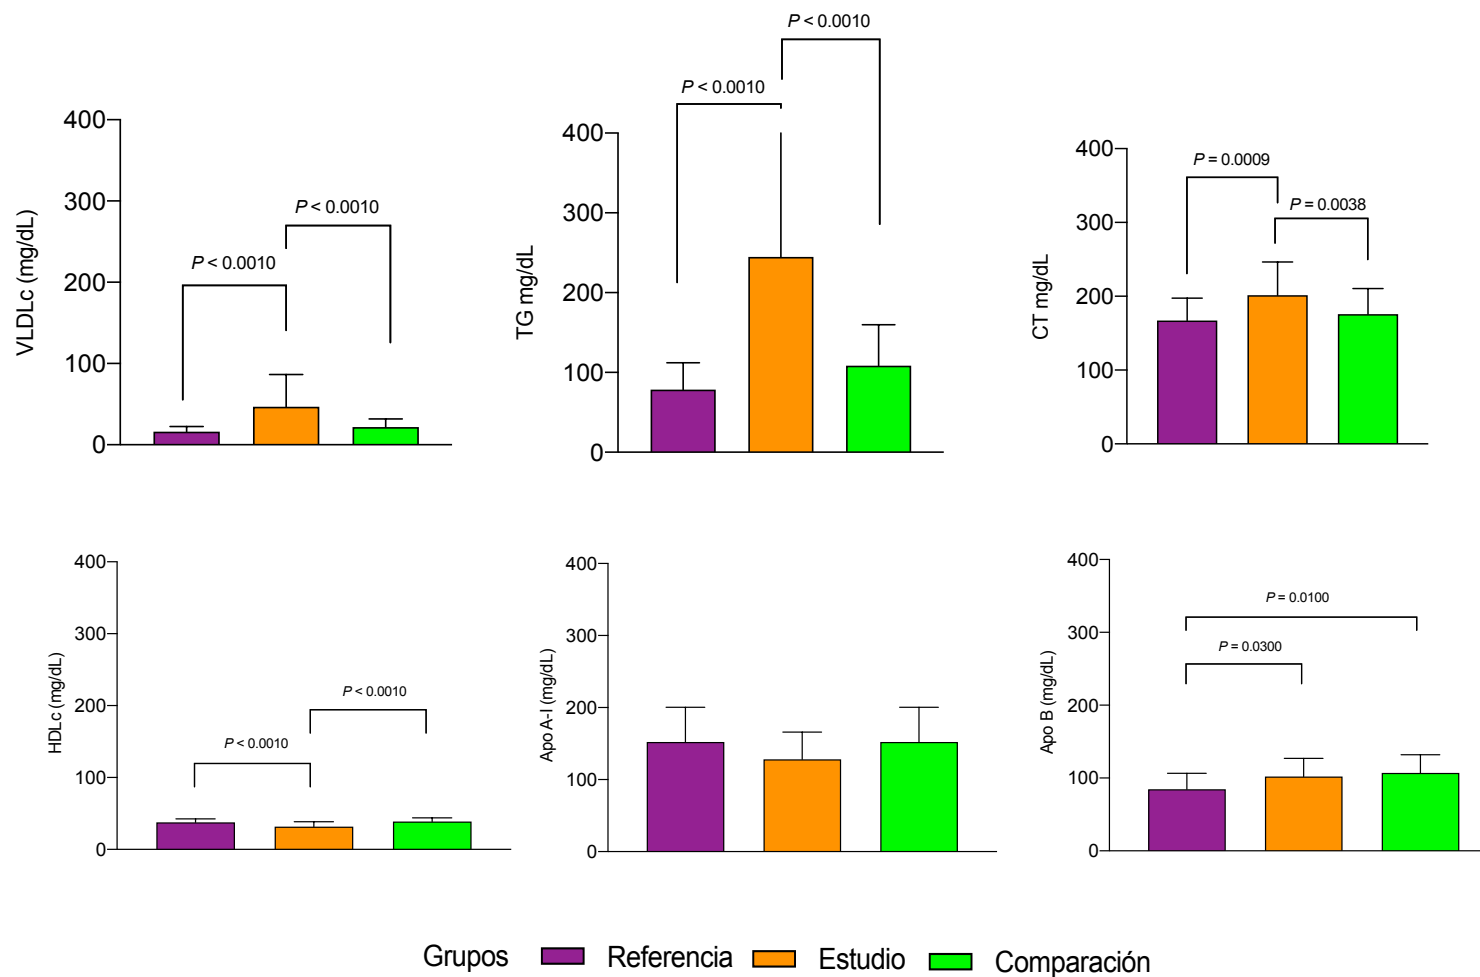 VLDLc (mg/dL)
400
300
200
100
0
P < 0.0010
P < 0.0010
TG mg/dL
400
300
200
100
0
P < 0.0010
P < 0.0010
CT mg/dL
400
300
200
100
0
P = 0.0009
P = 0.0038
HDLc (mg/dL)
400
300
200
100
0
P < 0.0010
P < 0.0010
Apo A-I (mg/dL)
400
300
200
100
0
Apo B (mg/dL)
400
300
200
100
0
P = 0.0100
P = 0.0300
Grupos Referencia Estudio Comparación